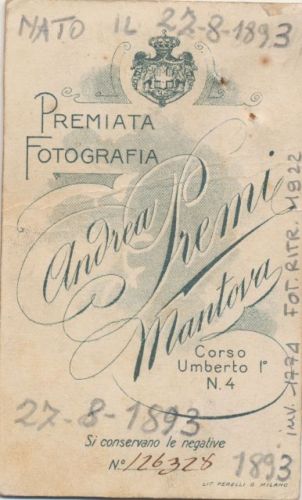 NATO IL 27-8-1893
PREMIATA
FOTOGRAFIA
Andrea Premi
Mantova
Corso
Umberto I°
N. 4
27-8-1893
Si conservano le negative
N.° 126328
1893
LIT. PERELLI & MILANO
inv. 1774 FOT. RITR. M922